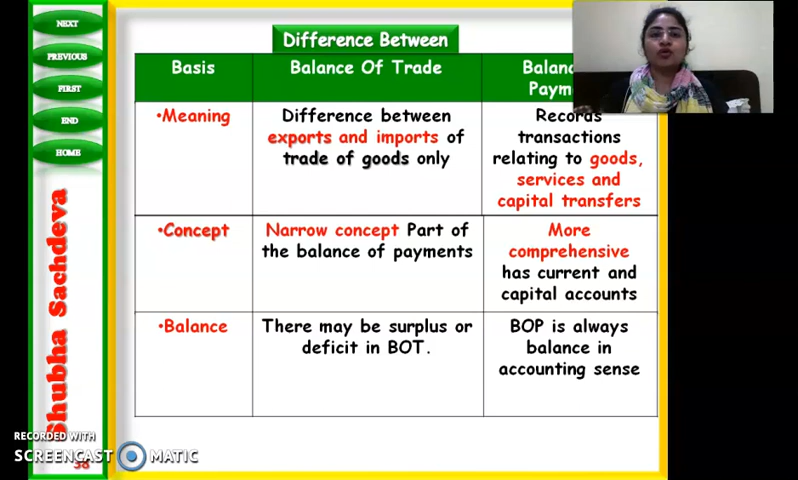 NEXT
PREVIOUS
FIRST
END
HOME
Shubha Sachdeva
Difference Between
Basis
Balance Of Trade
•Meaning
Difference between
exports and imports of
trade of goods only
Records
transactions
relating to goods,
services and
capital transfers
•Concept
Narrow concept Part of
the balance of payments
More
comprehensive
has current and
capital accounts
•Balance
There may be surplus or
deficit in BOT.
BOP is always
balance in
accounting sense
RECORDED WITH
SCREENCAST MATIC
38